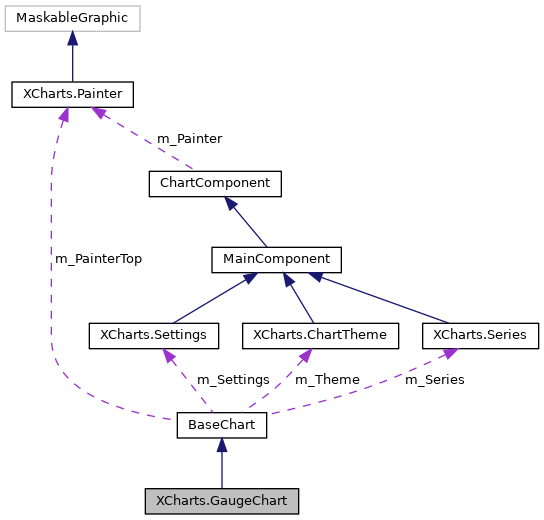 MaskableGraphic
XCharts.Painter
m_Painter
ChartComponent
m_PainterTop
MainComponent
XCharts.Settings
XCharts.ChartTheme
XCharts.Series
m_Settings
m_Theme
m_Series
BaseChart
XCharts.GaugeChart